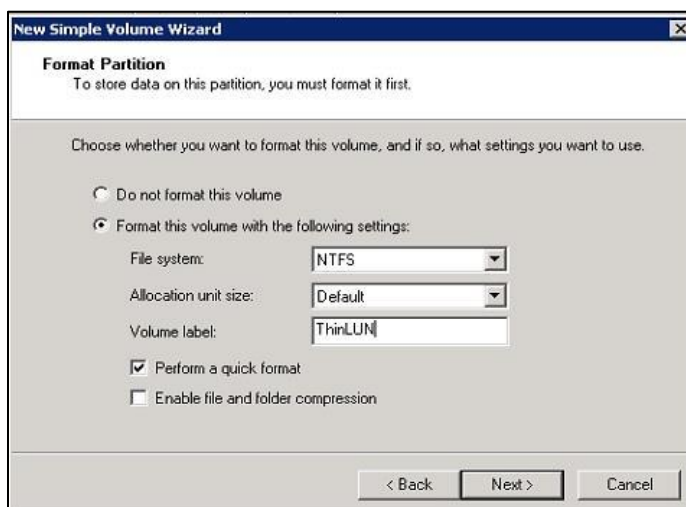 New Simple Volume Wizard
Format Partition
To store data on this partition, you must format it first.
Choose whether you want to format this volume, and if so, what settings you want to use.
Do not format this volume
Format this volume with the following settings:
File system: NTFS
Allocation unit size: Default
Volume label: ThinLUN
Perform a quick format
Enable file and folder compression
< Back Next > Cancel